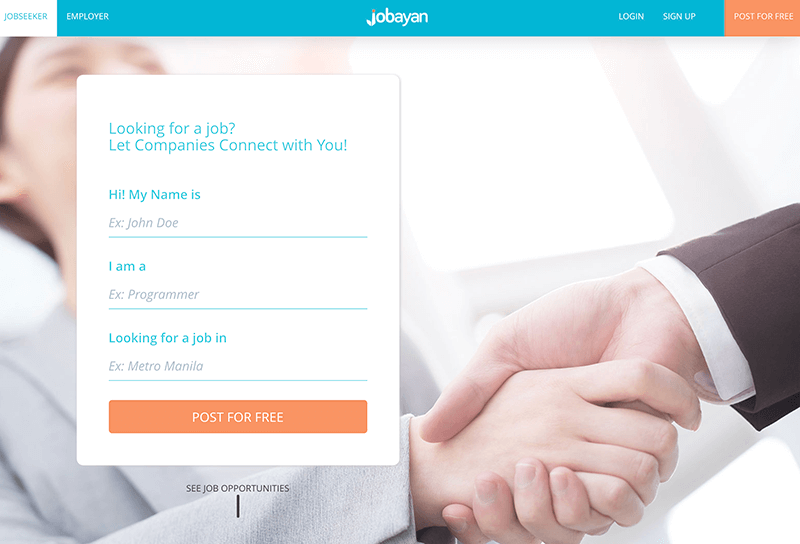 JOBSEEKER
EMPLOYER
jobayan
LOGIN
SIGN UP
POST FOR FREE
Looking for a job?
Let Companies Connect with You!
Hi! My Name is
Ex: John Doe
I am a
Ex: Programmer
Looking for a job in
Ex: Metro Manila
POST FOR FREE
SEE JOB OPPORTUNITIES